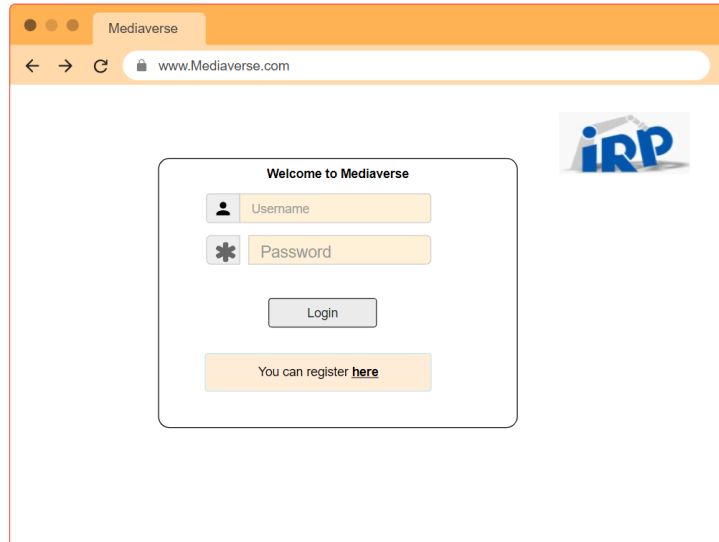 Mediaverse
www.Mediaverse.com
iRP
Welcome to Mediaverse
Username
Password
Login
You can register here